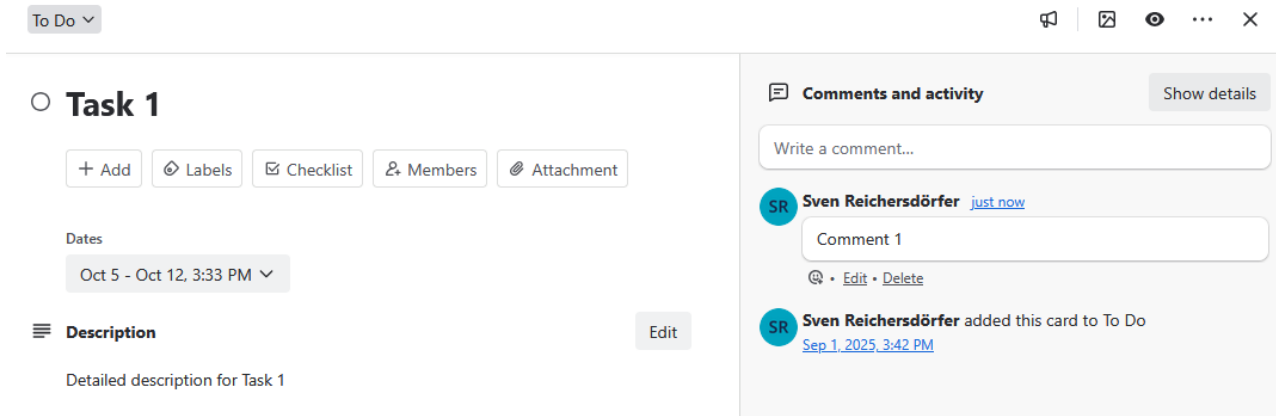 To Do
Task 1
Add
Labels
Checklist
Members
Attachment
Dates
Oct 5 - Oct 12, 3:33 PM
Description
Edit
Detailed description for Task 1
Comments and activity
Show details
Write a comment...
SR
Sven Reichersdörfer just now
Comment 1
• Edit • Delete
SR
Sven Reichersdörfer added this card to To Do
Sep 1, 2025, 3:42 PM